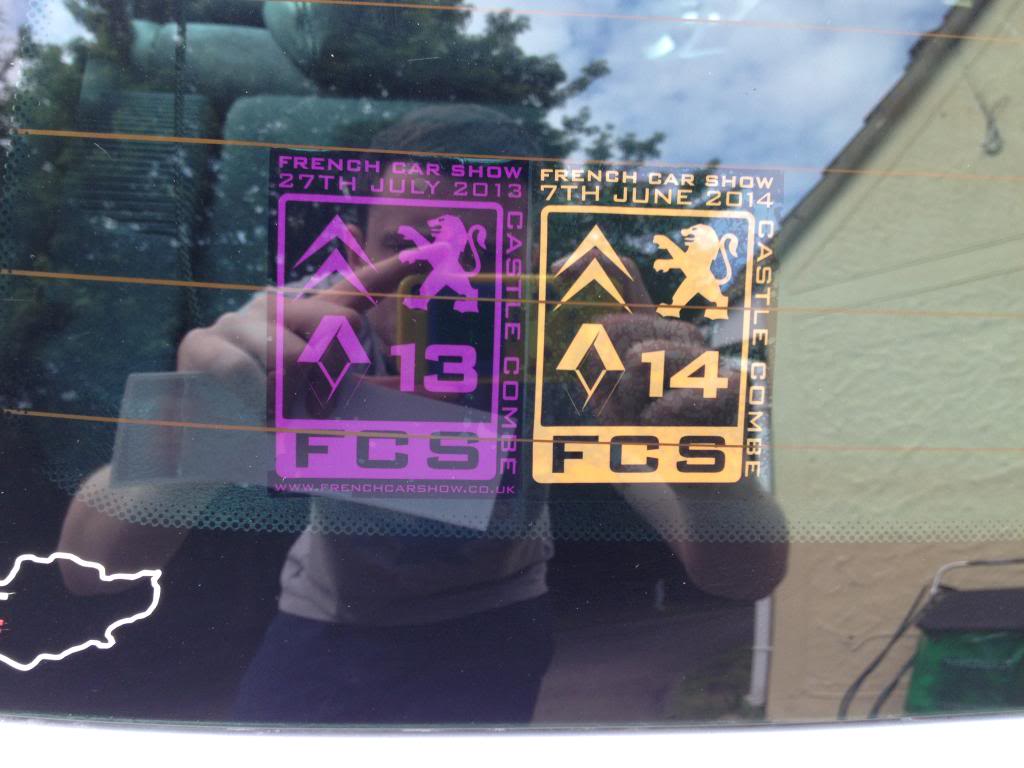 FRENCH CAR SHOW
27TH JULY 2013
CASTLE COMBE
13
FCS
WWW.FRENCHCARSHOW.CO.UK
FRENCH CAR SHOW
7TH JUNE 2014
CASTLE COMBE
14
FCS